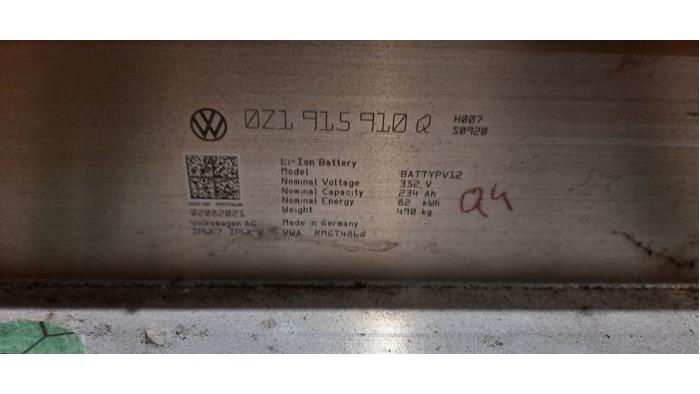 0Z1 915 910 Q H007
S0920
Li-Ion Battery
Model BATTYPV12
Nominal Voltage 352 V
Nominal Capacity 234 Ah
Nominal Energy 82 kWh
Weight 490 kg
02082021
Volkswagen AG Made in Germany
VWA
Q4